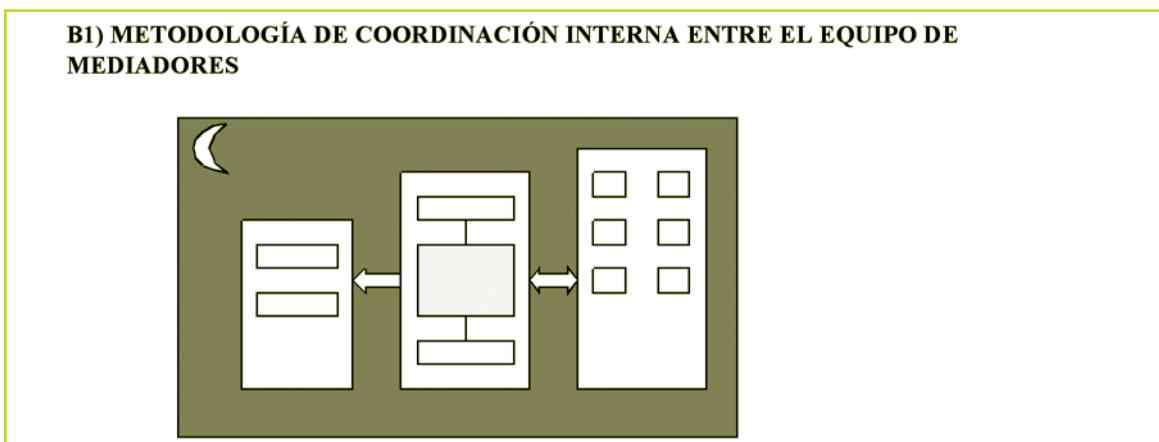 B1) METODOLOGÍA DE COORDINACIÓN INTERNA ENTRE EL EQUIPO DE
MEDIADORES